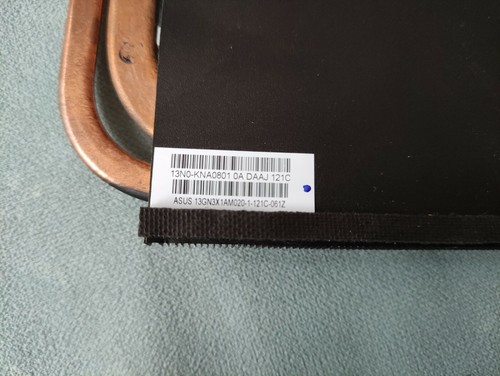 13N0-KNA0801 0A DAAJ 121C
ASUS 13GN3X1AM020-1-121C-061Z